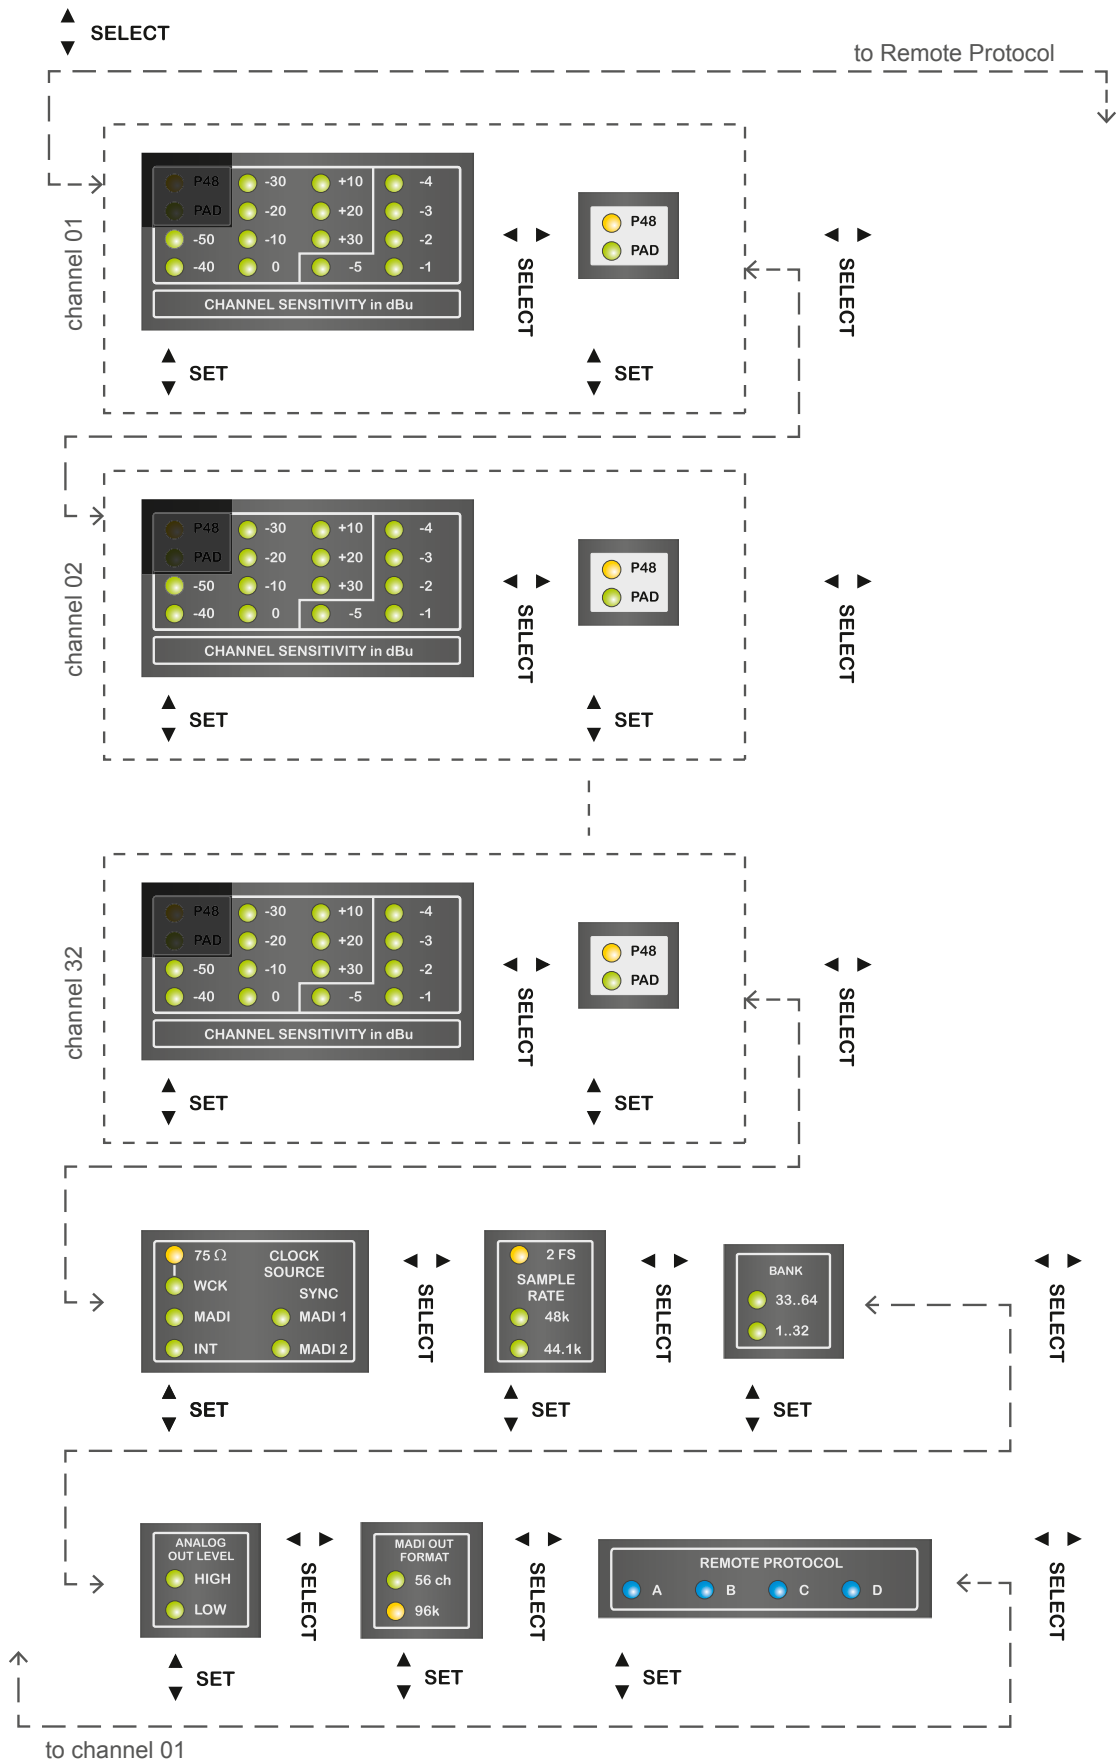 SELECT
to Remote Protocol
channel 01
P48 -30 +10 -4
PAD -20 +20 -3
-50 -10 +30 -2
-40 0 -5 -1
CHANNEL SENSITIVITY in dBu
SET
SELECT
P48
PAD
SET
SELECT
channel 02
P48 -30 +10 -4
PAD -20 +20 -3
-50 -10 +30 -2
-40 0 -5 -1
CHANNEL SENSITIVITY in dBu
SET
SELECT
P48
PAD
SET
SELECT
channel 32
P48 -30 +10 -4
PAD -20 +20 -3
-50 -10 +30 -2
-40 0 -5 -1
CHANNEL SENSITIVITY in dBu
SET
SELECT
P48
PAD
SET
SELECT
75 Ω CLOCK
SOURCE
WCK SYNC
MADI MADI 1
INT MADI 2
SET
SELECT
2 FS
SAMPLE
RATE
48k
44.1k
SET
SELECT
BANK
33..64
1..32
SET
SELECT
ANALOG
OUT LEVEL
HIGH
LOW
SET
SELECT
MADI OUT
FORMAT
56 ch
96k
SET
SELECT
REMOTE PROTOCOL
A B C D
SET
SELECT
to channel 01